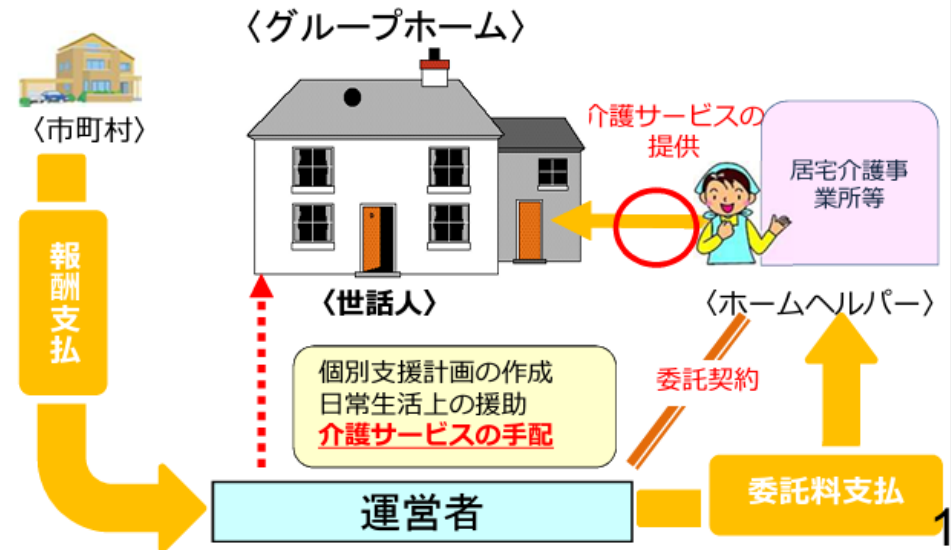 〈グループホーム〉
〈市町村〉
介護サービスの
提供
居宅介護事
業所等
報酬支払
〈世話人〉
〈ホームヘルパー〉
個別支援計画の作成
日常生活上の援助
介護サービスの手配
委託契約
運営者
委託料支払
1